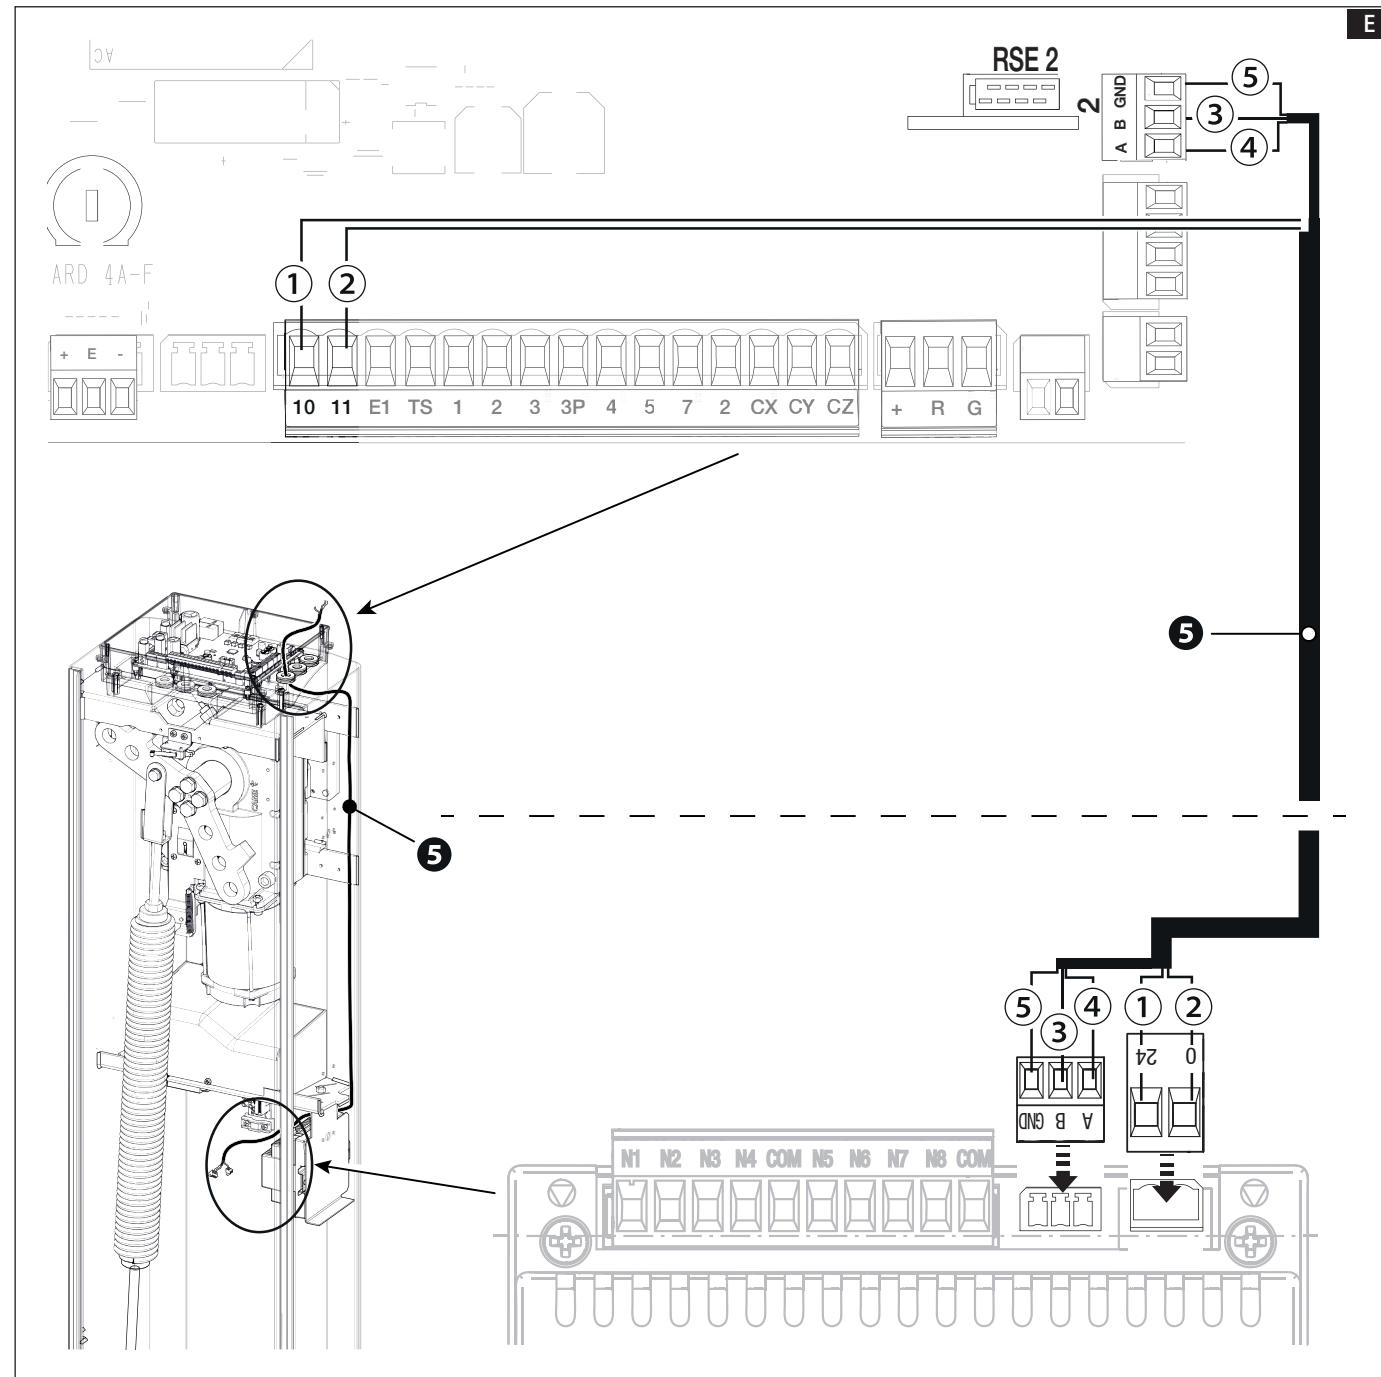 E
AC
RSE 2
2
A B GND
5
3
4
ARD 4A-F
1 2
+ E -
10 11 E1 TS 1 2 3 3P 4 5 7 2 CX CY CZ
+ R G
5
CAME
5
5 3 4 1 2
24 0
GND B A
N1 N2 N3 N4 COM N5 N6 N7 N8 COM